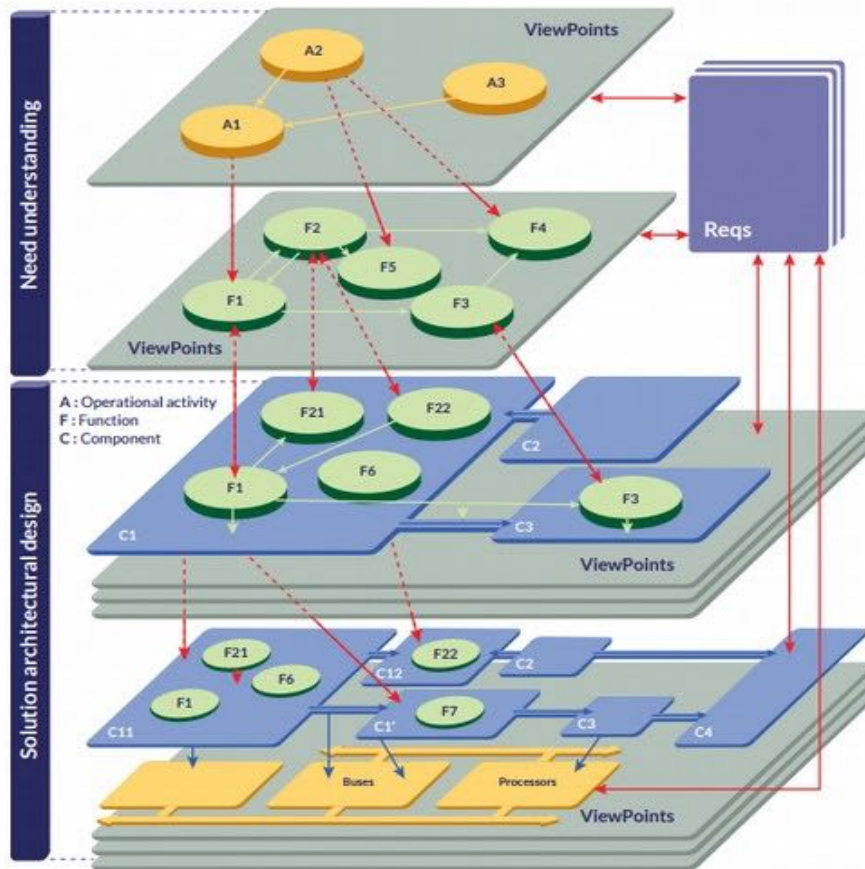 Need understanding
ViewPoints
A2
A3
A1
Reqs
F2
F4
F5
F1
F3
ViewPoints
Solution architectural design
A : Operational activity
F : Function
C : Component
F21
F22
C2
F6
F1
F3
C1
C3
ViewPoints
F21
F22
C2
C12
F6
F1
F7
C11
C1'
C3
C4
Buses
Processors
ViewPoints